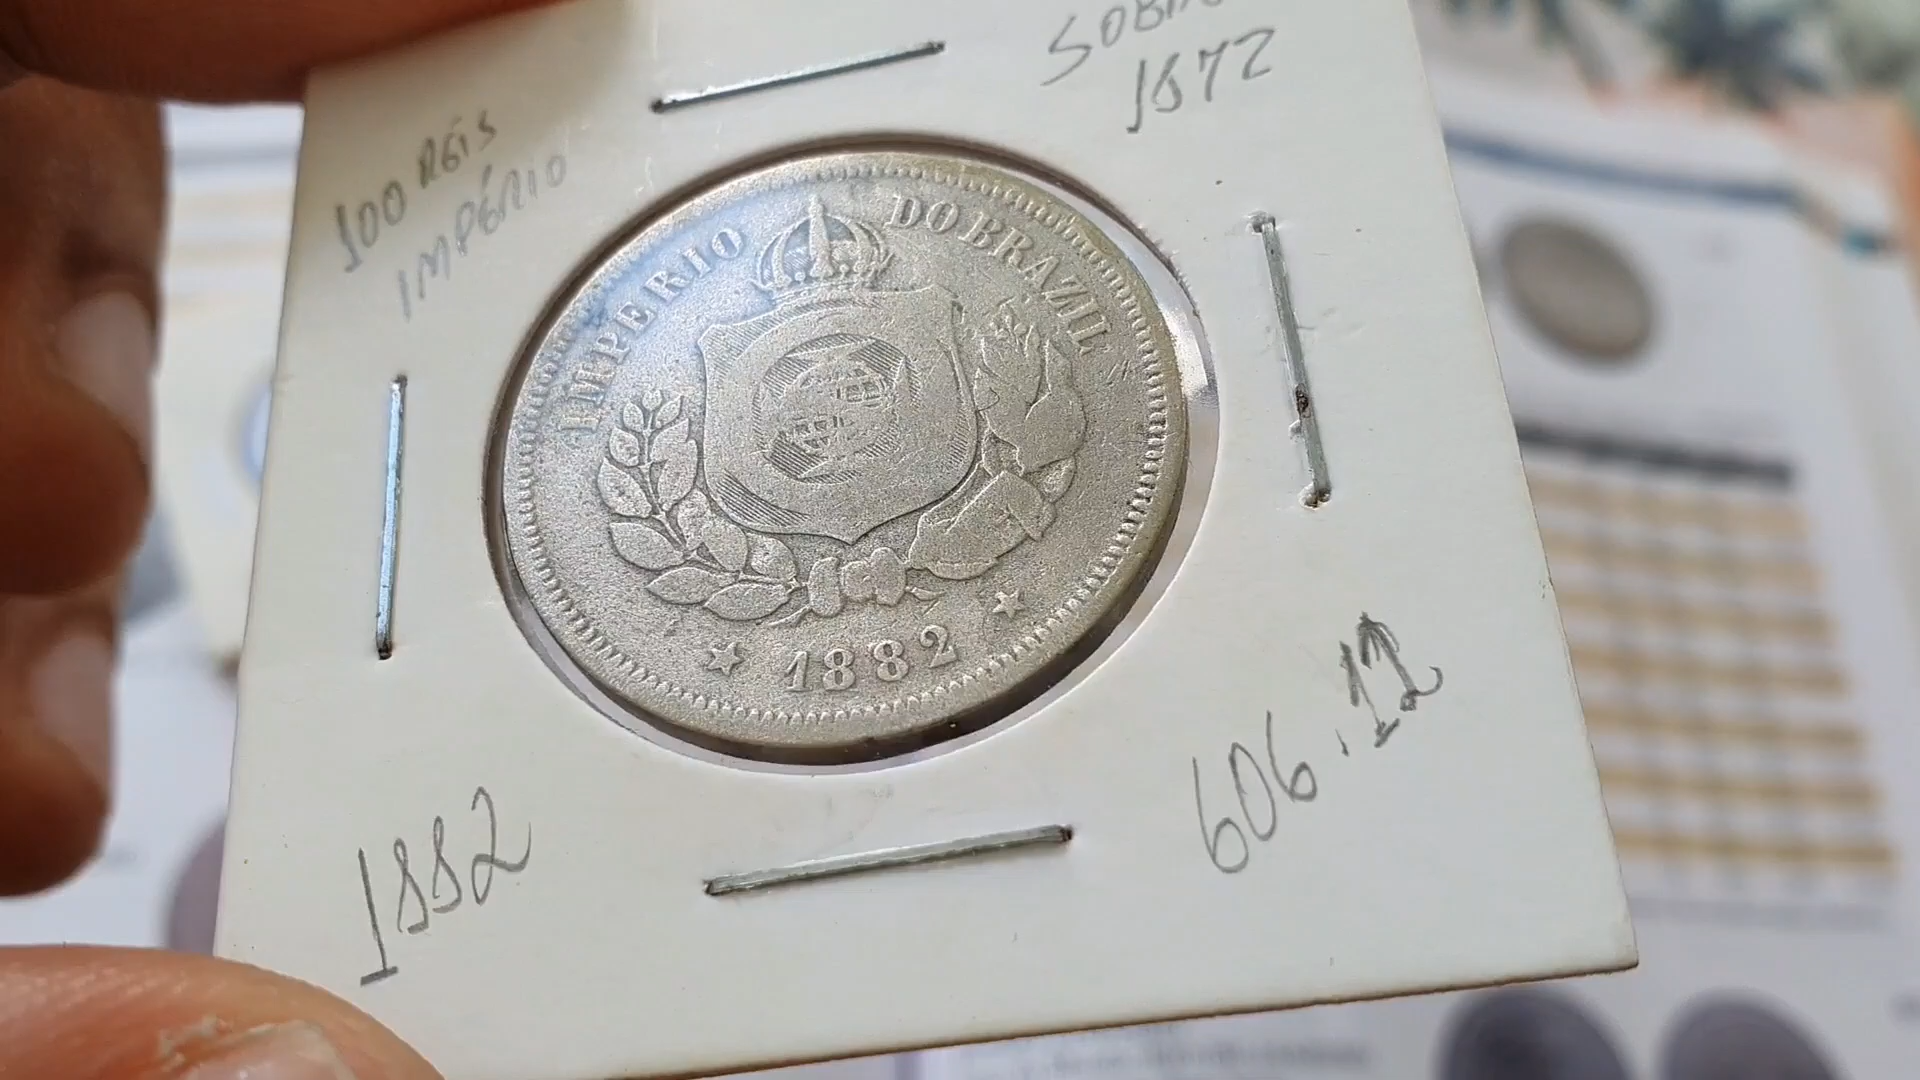 100 RÉIS
IMPÉRIO
1872
IMPERIO DO BRAZIL
1882
1882
606.12